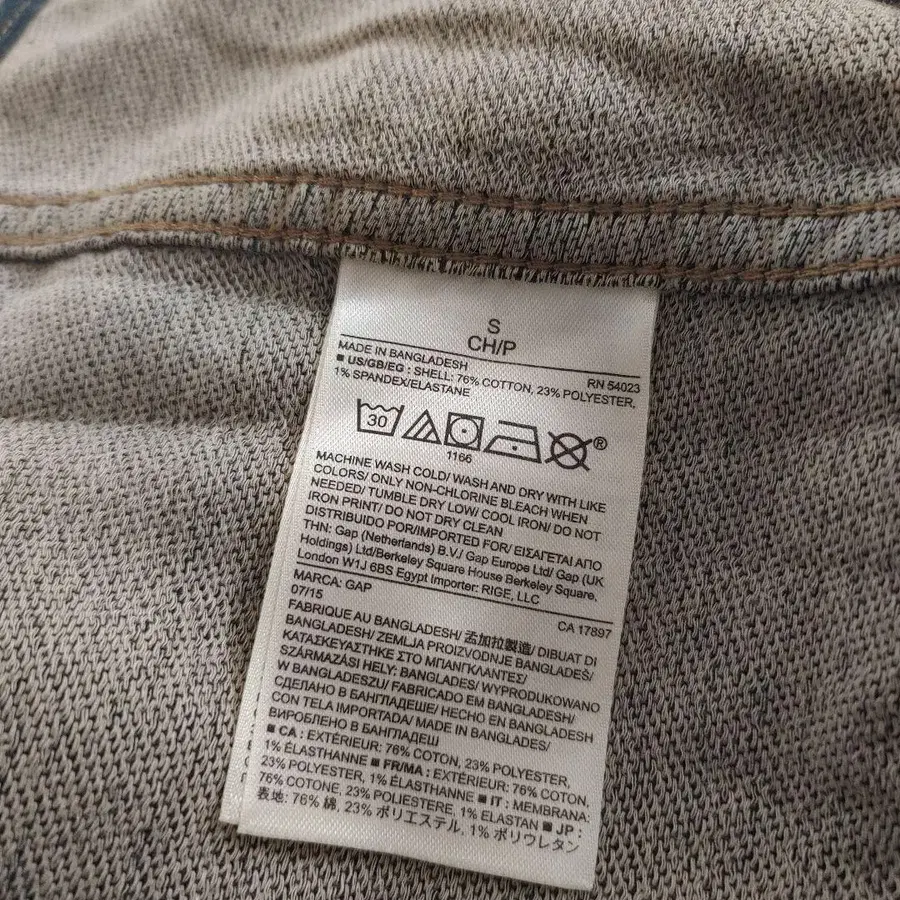 S
CH/P
MADE IN BANGLADESH RN 54023
■ US/GB/EG : SHELL: 76% COTTON, 23% POLYESTER,
1% SPANDEX/ELASTANE
30 ®
1166
MACHINE WASH COLD/ WASH AND DRY WITH LIKE
COLORS/ ONLY NON-CHLORINE BLEACH WHEN
NEEDED/ TUMBLE DRY LOW/ COOL IRON/ DO NOT
IRON PRINT/ DO NOT DRY CLEAN
DISTRIBUIDO POR/IMPORTED FOR/ ΕΙΣΑΓΕΤΑΙ ΑΠΟ
ΤΗΝ: Gap (Netherlands) B.V./ Gap Europe Ltd/ Gap (UK
Holdings) Ltd/Berkeley Square House Berkeley Square,
London W1J 6BS Egypt Importer: RIGE, LLC
MARCA: GAP
07/15 CA 17897
FABRIQUE AU BANGLADESH/ 孟加拉製造/ DIBUAT DI
BANGLADESH/ ZEMLJA PROIZVODNJE BANGLADEŠ/
ΚΑΤΑΣΚΕΥΑΣΤΗΚΕ ΣΤΟ ΜΠΑΝΓΚΛΑΝΤΕΣ/
SZÁRMAZÁSI HELY: BANGLADES/ WYPRODUKOWANO
W BANGLADESZU/ FABRICADO EM BANGLADESH/
СДЕЛАНО В БАНГЛАДЕШЕ/ HECHO EN BANGLADESH
CON TELA IMPORTADA/ MADE IN BANGLADES/
ВИРОБЛЕНО В БАНГЛАДЕШ
■ CA : EXTÉRIEUR: 76% COTON, 23% POLYESTER,
1% ÉLASTHANNE ■ FR/MA : EXTÉRIEUR: 76% COTON,
23% POLYESTER, 1% ÉLASTHANNE ■ IT : MEMBRANA:
76% COTONE, 23% POLIESTERE, 1% ELASTAN ■ JP :
表地: 76% 綿, 23% ポリエステル, 1% ポリウレタン